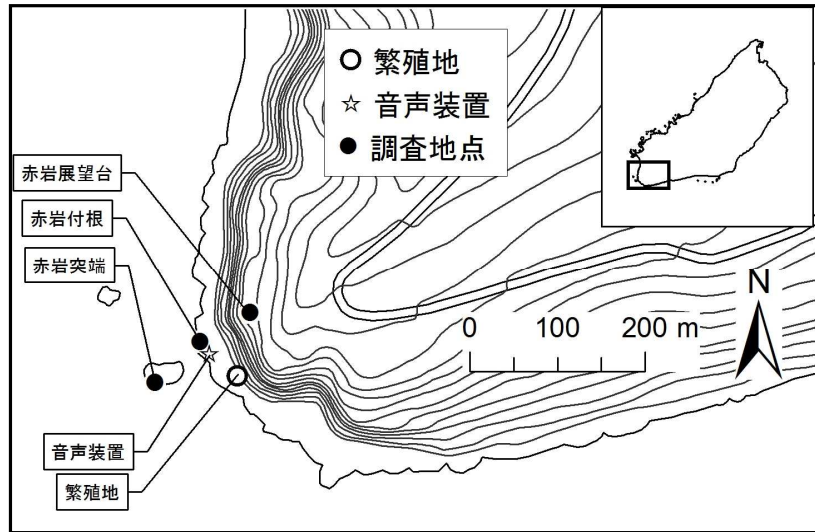 繁殖地
音声装置
調査地点
赤岩展望台
赤岩付根
赤岩突端
N
0 100 200 m
音声装置
繁殖地